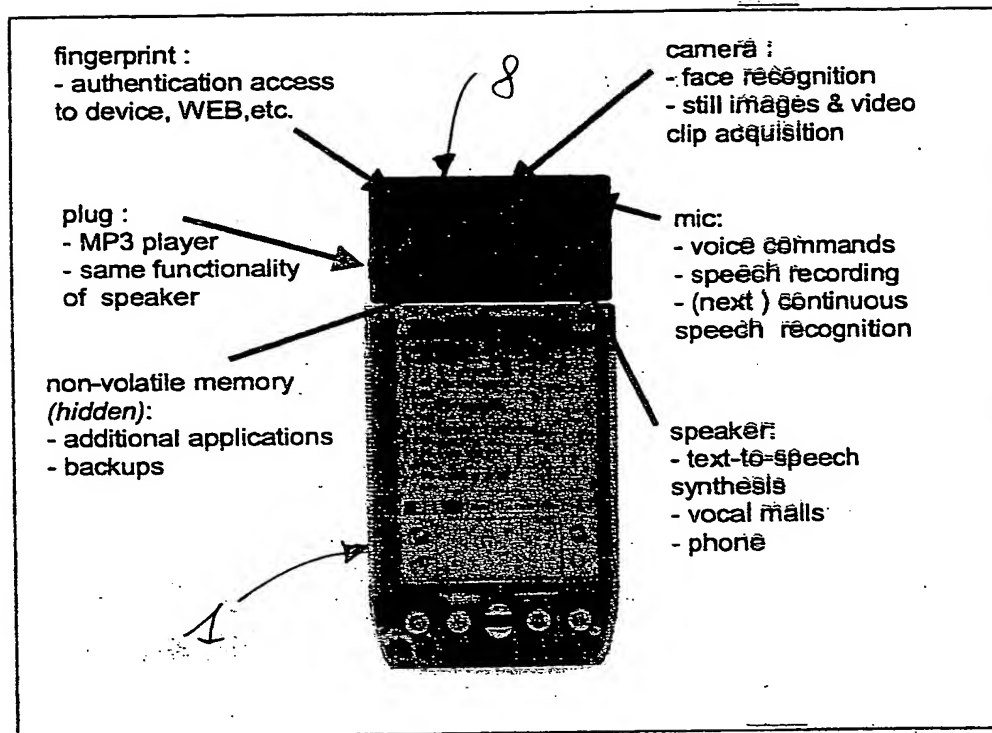 fingerprint :
- authentication access
to device, WEB,etc.
8
camera :
- face recognition
- still images & video
clip acquisition
plug :
- MP3 player
- same functionality
of speaker
mic:
- voice commands
- speech recording
- (next ) continuous
speech recognition
non-volatile memory
(hidden):
- additional applications
- backups
speaker:
- text-to-speech
synthesis
- vocal mails
- phone
1